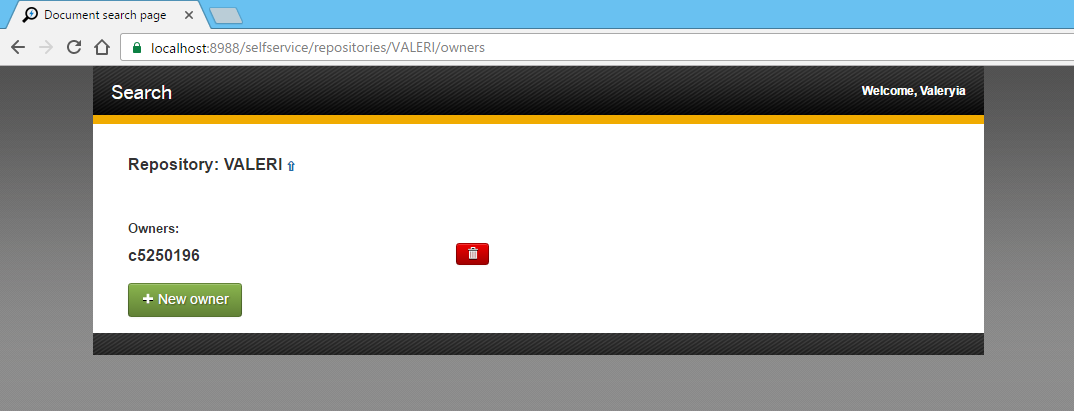 Document search page
localhost:8988/selfservice/repositories/VALERI/owners
Search
Welcome, Valeryia
Repository: VALERI
Owners:
c5250196
New owner